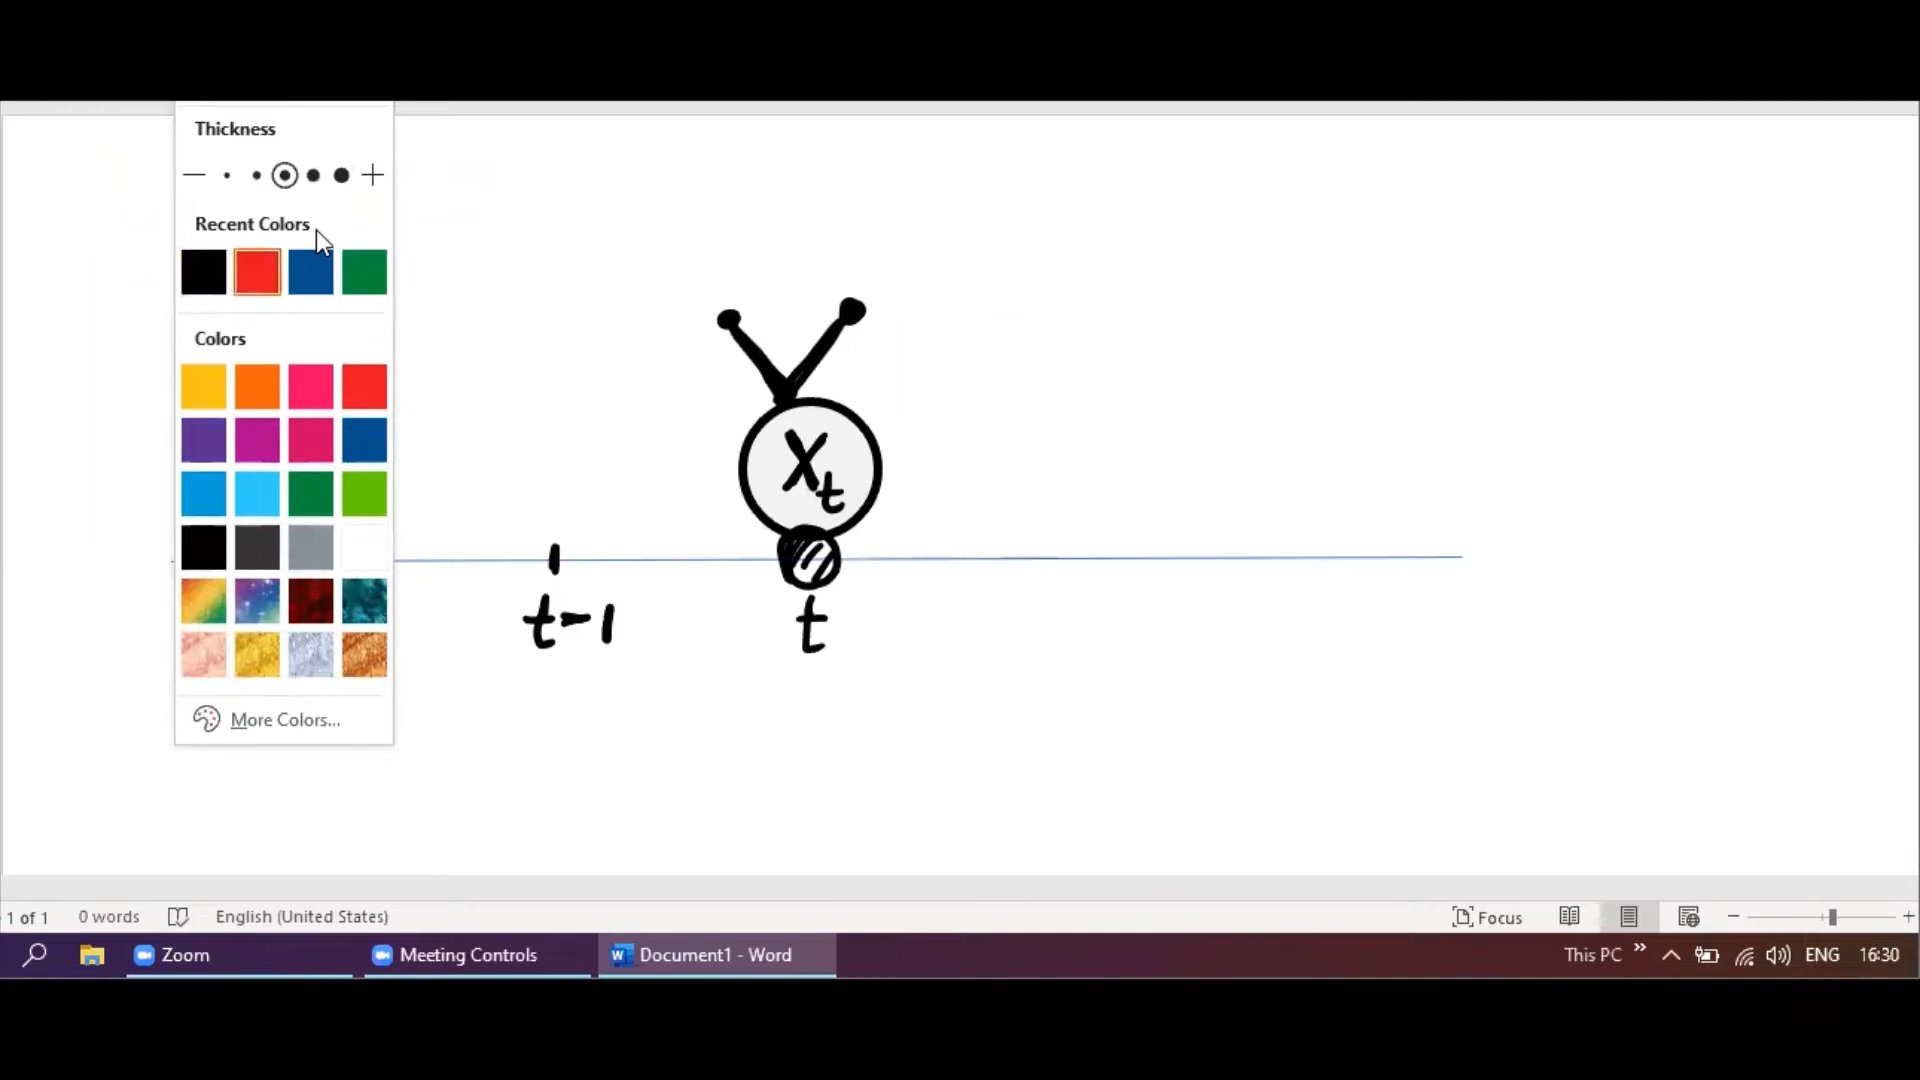 Thickness
Recent Colors
Colors
More Colors...
X_t
t-1
t
1 of 1
0 words
English (United States)
Focus
Zoom
Meeting Controls
Document1 - Word
This PC
»
ENG
16:30